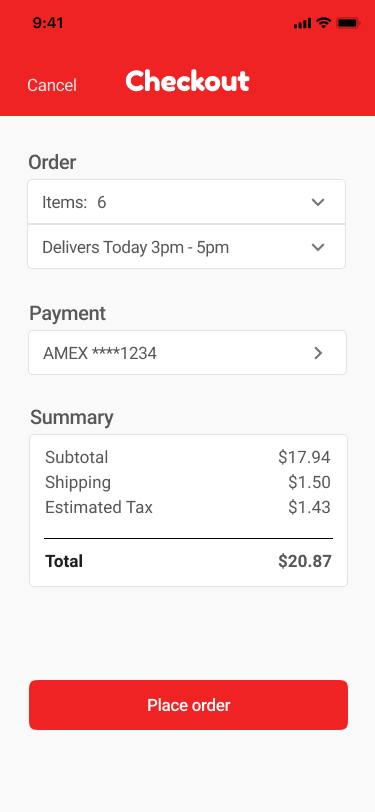 9:41
Cancel Checkout
Order
Items: 6
Delivers Today 3pm - 5pm
Payment
AMEX ****1234
Summary
Subtotal $17.94
Shipping $1.50
Estimated Tax $1.43
Total $20.87
Place order